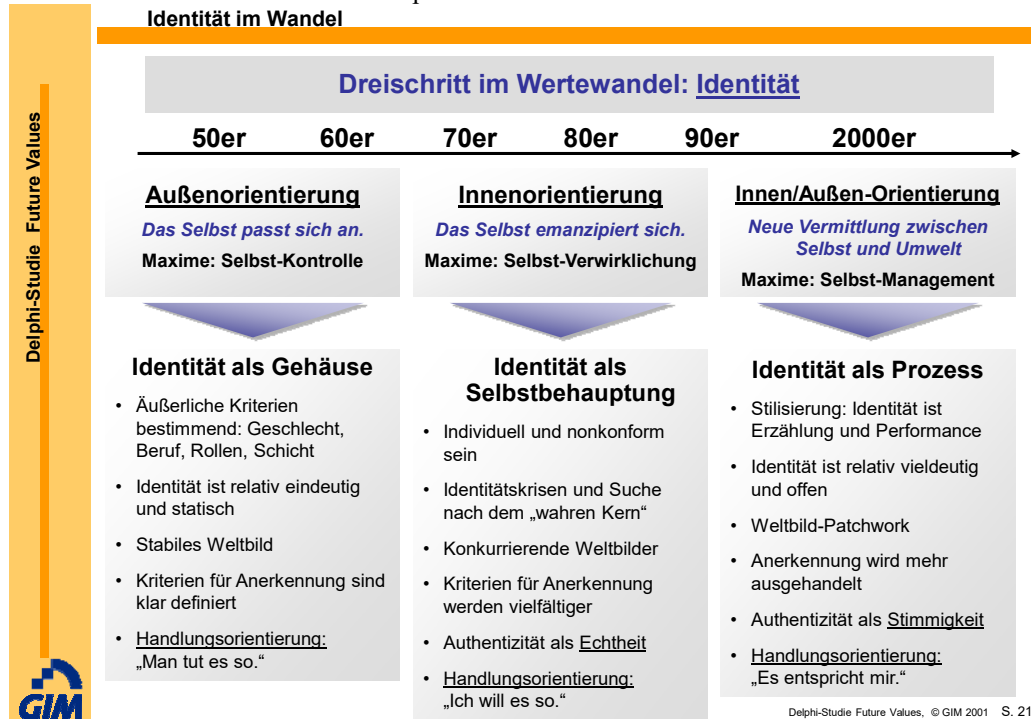 Identität im Wandel
Delphi-Studie Future Values
Dreischritt im Wertewandel: Identität
50er 60er 70er 80er 90er 2000er
Außenorientierung
Das Selbst passt sich an.
Maxime: Selbst-Kontrolle
Innenorientierung
Das Selbst emanzipiert sich.
Maxime: Selbst-Verwirklichung
Innen/Außen-Orientierung
Neue Vermittlung zwischen
Selbst und Umwelt
Maxime: Selbst-Management
Identität als Gehäuse
• Äußerliche Kriterien
bestimmend: Geschlecht,
Beruf, Rollen, Schicht
• Identität ist relativ eindeutig
und statisch
• Stabiles Weltbild
• Kriterien für Anerkennung sind
klar definiert
• Handlungsorientierung:
„Man tut es so.“
Identität als
Selbstbehauptung
• Individuell und nonkonform
sein
• Identitätskrisen und Suche
nach dem „wahren Kern“
• Konkurrierende Weltbilder
• Kriterien für Anerkennung
werden vielfältiger
• Authentizität als Echtheit
• Handlungsorientierung:
„Ich will es so.“
Identität als Prozess
• Stilisierung: Identität ist
Erzählung und Performance
• Identität ist relativ vieldeutig
und offen
• Weltbild-Patchwork
• Anerkennung wird mehr
ausgehandelt
• Authentizität als Stimmigkeit
• Handlungsorientierung:
„Es entspricht mir.“
GIM
Delphi-Studie Future Values, © GIM 2001 S. 21